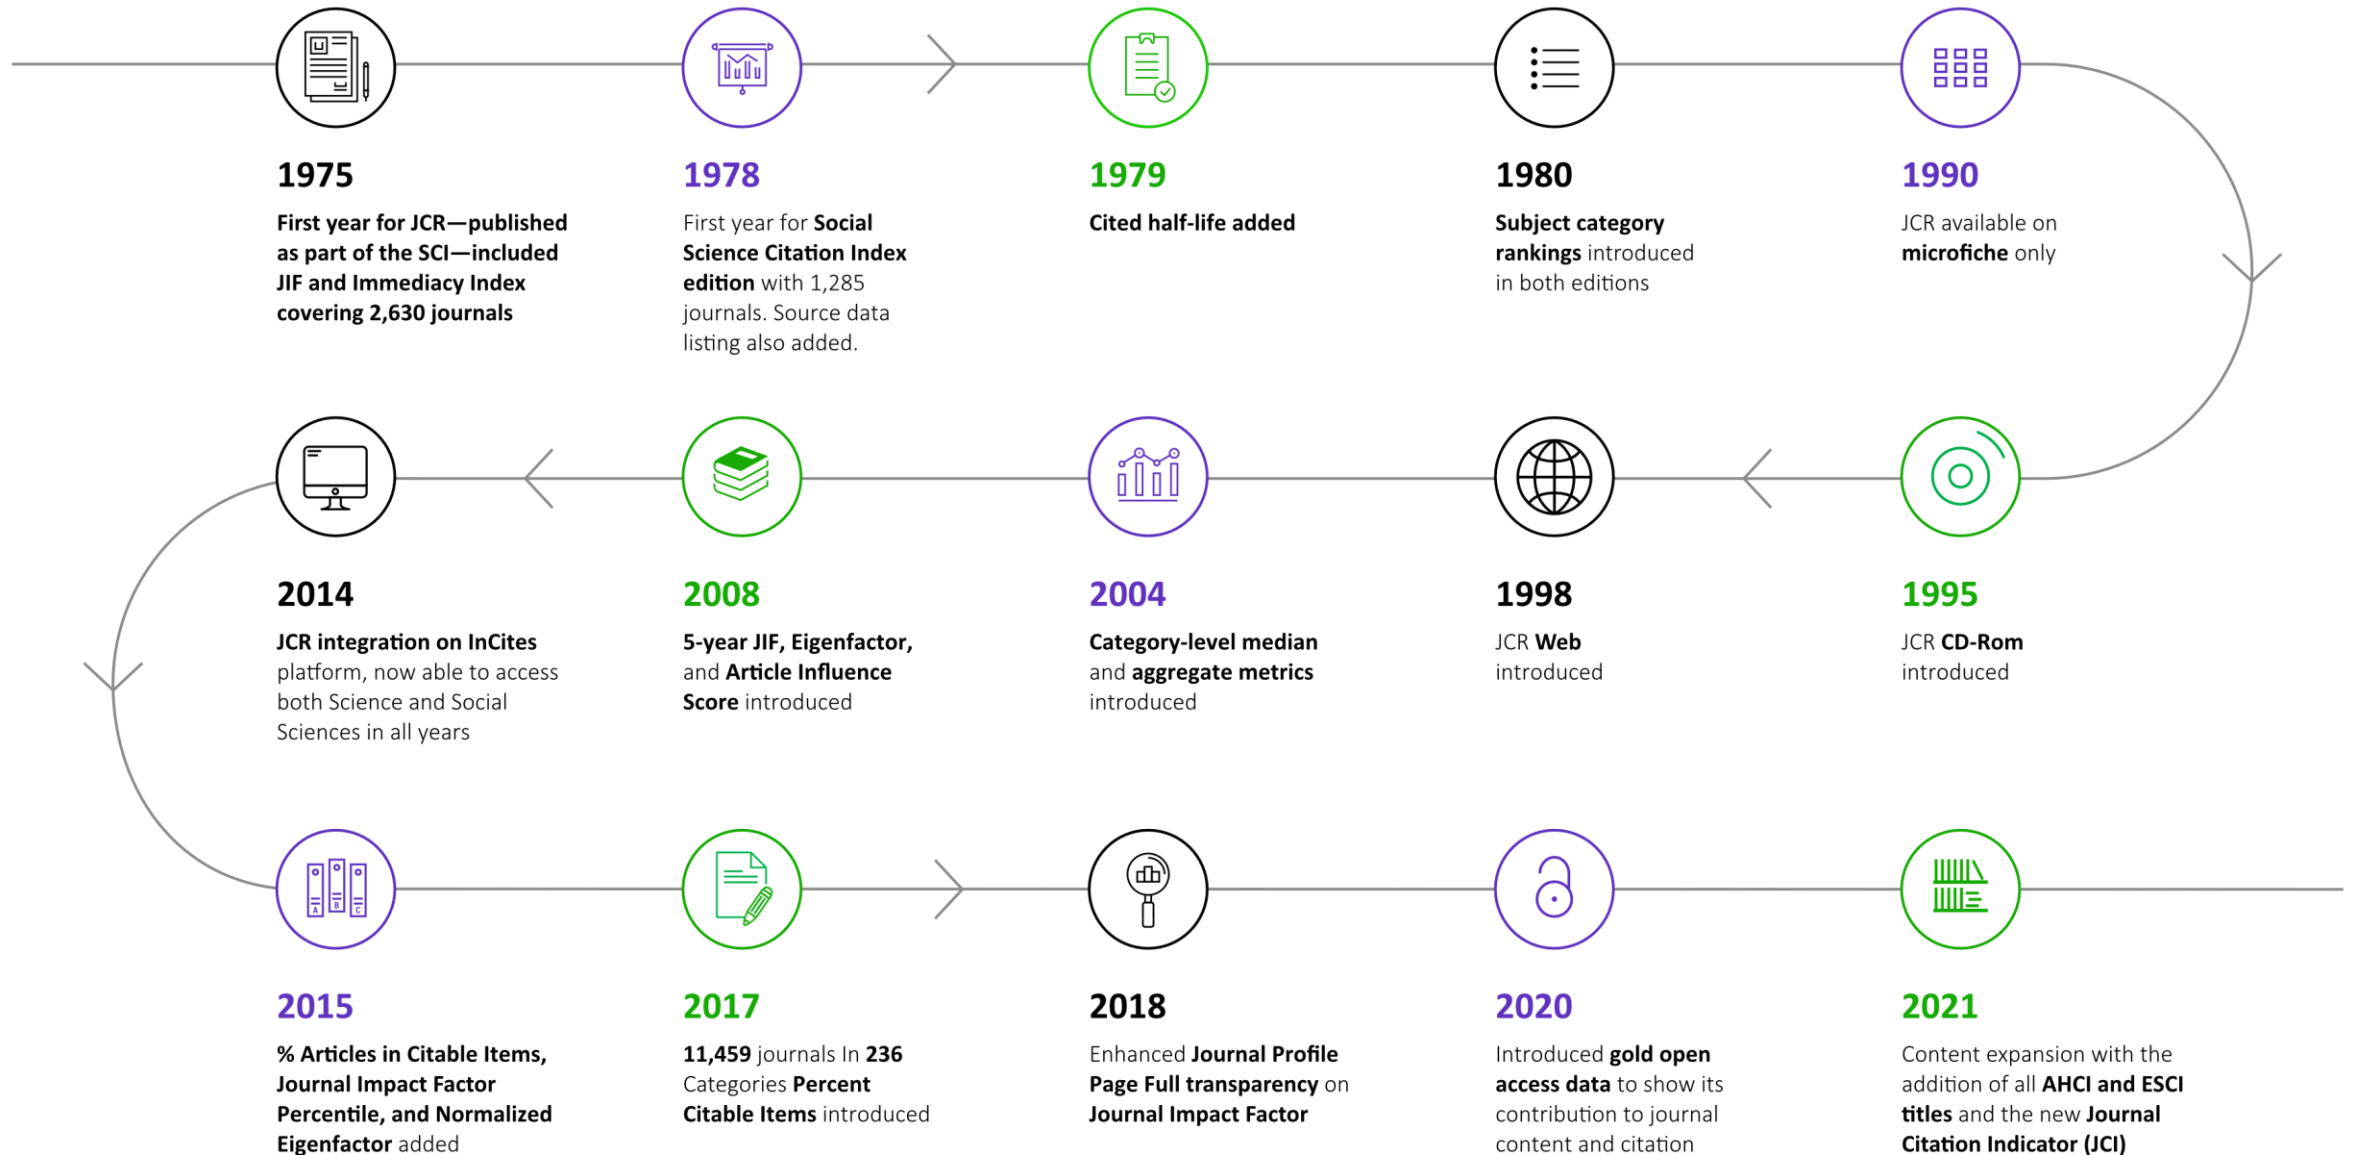 1975
First year for JCR—published
as part of the SCI—included
JIF and Immediacy Index
covering 2,630 journals
1978
First year for Social
Science Citation Index
edition with 1,285
journals. Source data
listing also added.
1979
Cited half-life added
1980
Subject category
rankings introduced
in both editions
1990
JCR available on
microfiche only
1995
JCR CD-Rom
introduced
1998
JCR Web
introduced
2004
Category-level median
and aggregate metrics
introduced
2008
5-year JIF, Eigenfactor,
and Article Influence
Score introduced
2014
JCR integration on InCites
platform, now able to access
both Science and Social
Sciences in all years
A
B
C
2015
% Articles in Citable Items,
Journal Impact Factor
Percentile, and Normalized
Eigenfactor added
2017
11,459 journals In 236
Categories Percent
Citable Items introduced
2018
Enhanced Journal Profile
Page Full transparency on
Journal Impact Factor
2020
Introduced gold open
access data to show its
contribution to journal
content and citation
2021
Content expansion with the
addition of all AHCI and ESCI
titles and the new Journal
Citation Indicator (JCI)